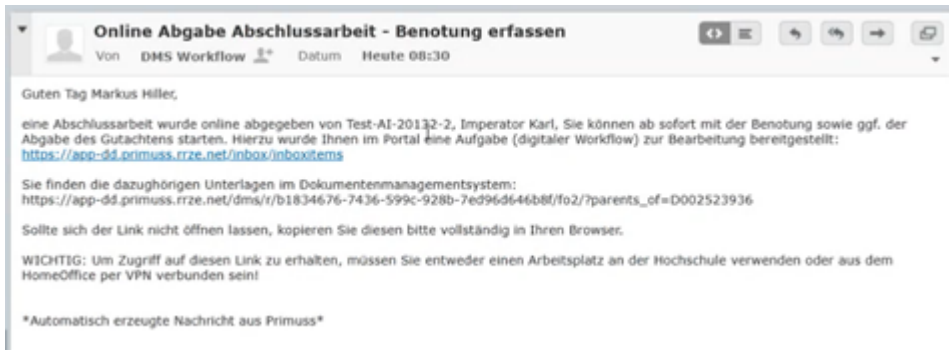 Online Abgabe Abschlussarbeit - Benotung erfassen
Von DMS Workflow Datum Heute 08:30
Guten Tag Markus Hiller,
eine Abschlussarbeit wurde online abgegeben von Test-AI-20132-2, Imperator Karl, Sie können ab sofort mit der Benotung sowie ggf. der
Abgabe des Gutachtens starten. Hierzu wurde Ihnen im Portal eine Aufgabe (digitaler Workflow) zur Bearbeitung bereitgestellt:
https://app-dd.primuss.rrze.net/inbox/inboxitems
Sie finden die dazughörigen Unterlagen im Dokumentenmanagementsystem:
https://app-dd.primuss.rrze.net/dms/r/b1834676-7436-599c-928b-7ed96d646b8f/fo2/?parents_of=D002523936
Sollte sich der Link nicht öffnen lassen, kopieren Sie diesen bitte vollständig in Ihren Browser.
WICHTIG: Um Zugriff auf diesen Link zu erhalten, müssen Sie entweder einen Arbeitsplatz an der Hochschule verwenden oder aus dem
HomeOffice per VPN verbunden sein!
*Automatisch erzeugte Nachricht aus Primuss*